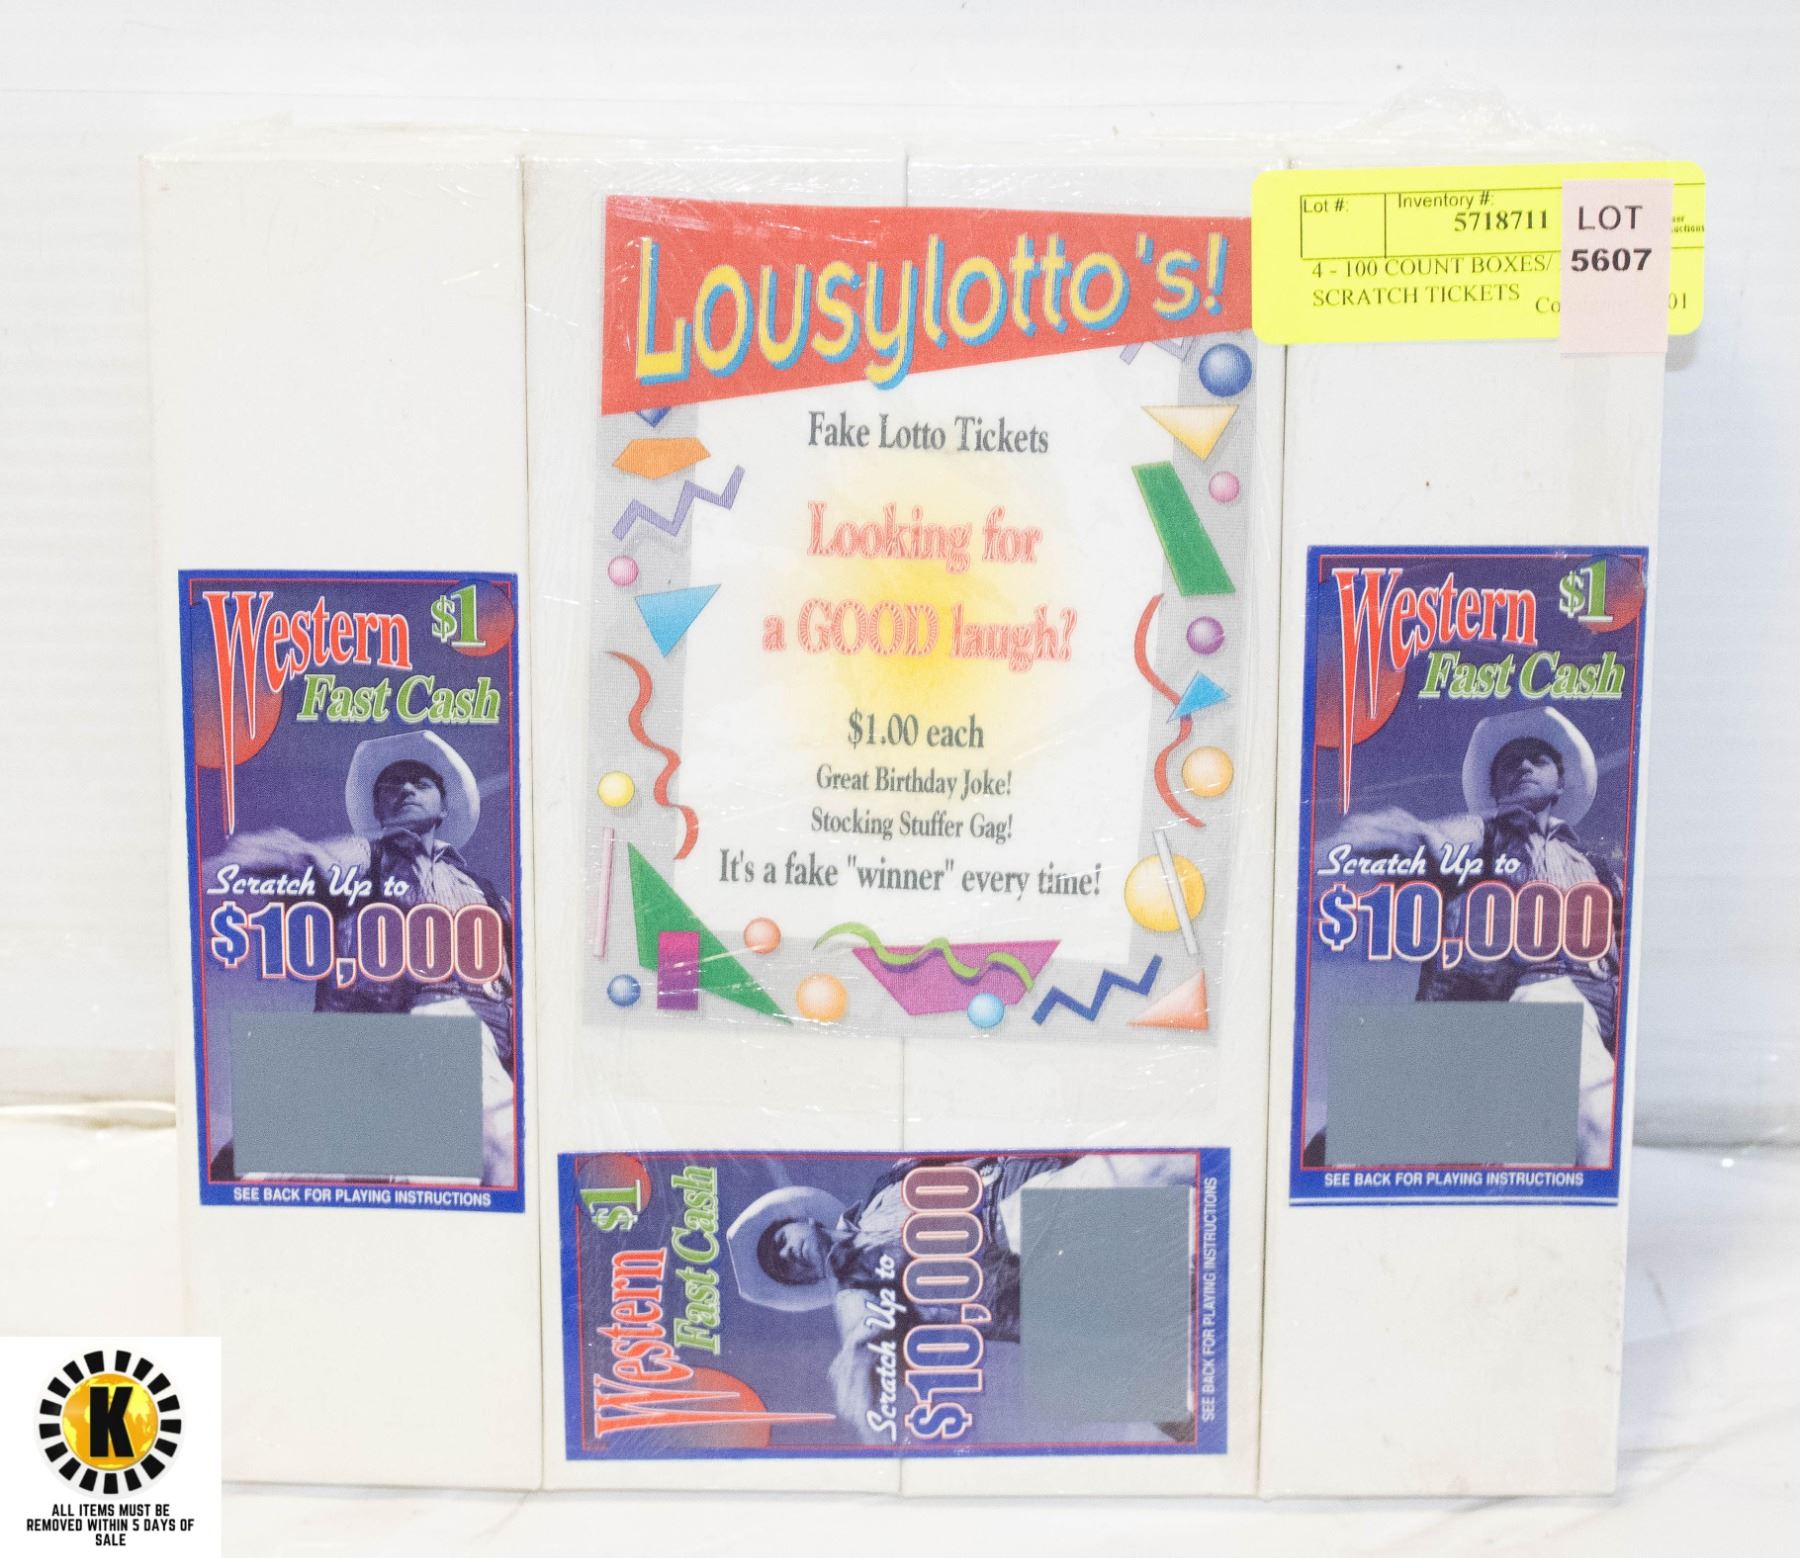 Lot #:
Inventory #:
5718711
4 - 100 COUNT BOXES/
SCRATCH TICKETS
Co
01
LOT
5607
Lousylotto's!
Fake Lotto Tickets
Looking for
a GOOD laugh?
$1.00 each
Great Birthday Joke!
Stocking Stuffer Gag!
It's a fake "winner" every time!
Western $1
Fast Cash
Scratch Up to
$10,000
SEE BACK FOR PLAYING INSTRUCTIONS
Western $1
Fast Cash
Scratch Up to
$10,000
SEE BACK FOR PLAYING INSTRUCTIONS
Western $1
Fast Cash
Scratch Up to
$10,000
SEE BACK FOR PLAYING INSTRUCTIONS
K
ALL ITEMS MUST BE
REMOVED WITHIN 5 DAYS OF
SALE